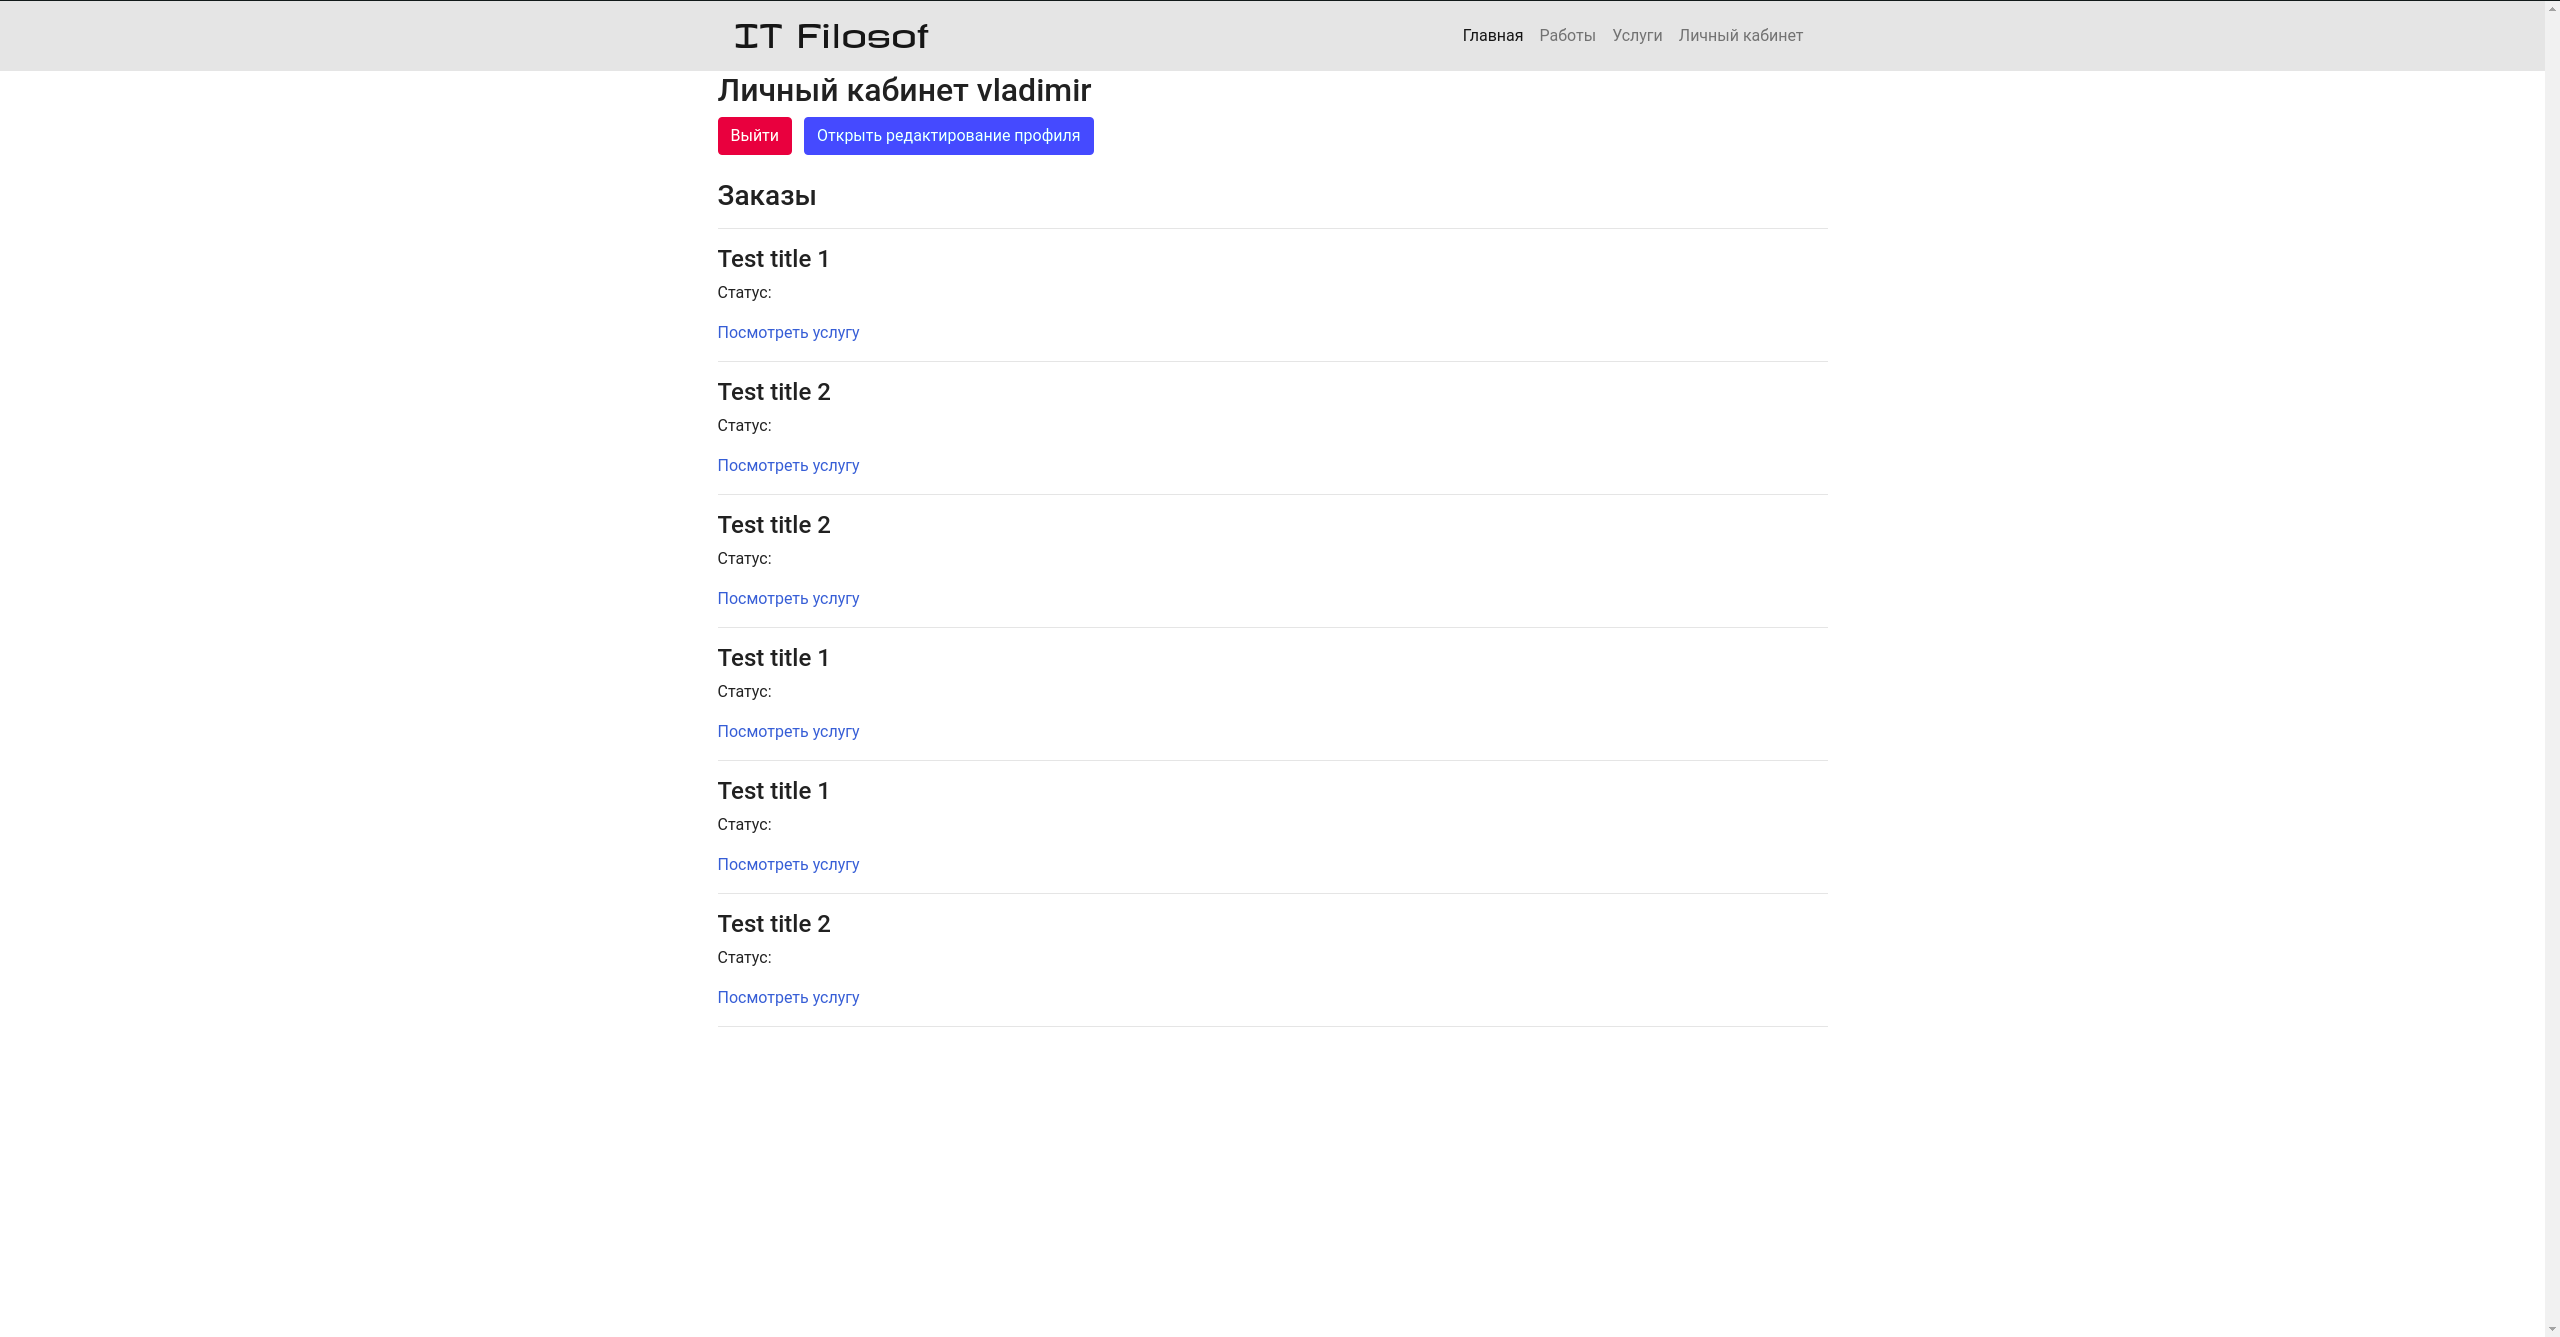 IT Filosof
Главная Работы Услуги Личный кабинет
Личный кабинет vladimir
Выйти Открыть редактирование профиля
Заказы
Test title 1
Статус:
Посмотреть услугу
Test title 2
Статус:
Посмотреть услугу
Test title 2
Статус:
Посмотреть услугу
Test title 1
Статус:
Посмотреть услугу
Test title 1
Статус:
Посмотреть услугу
Test title 2
Статус:
Посмотреть услугу